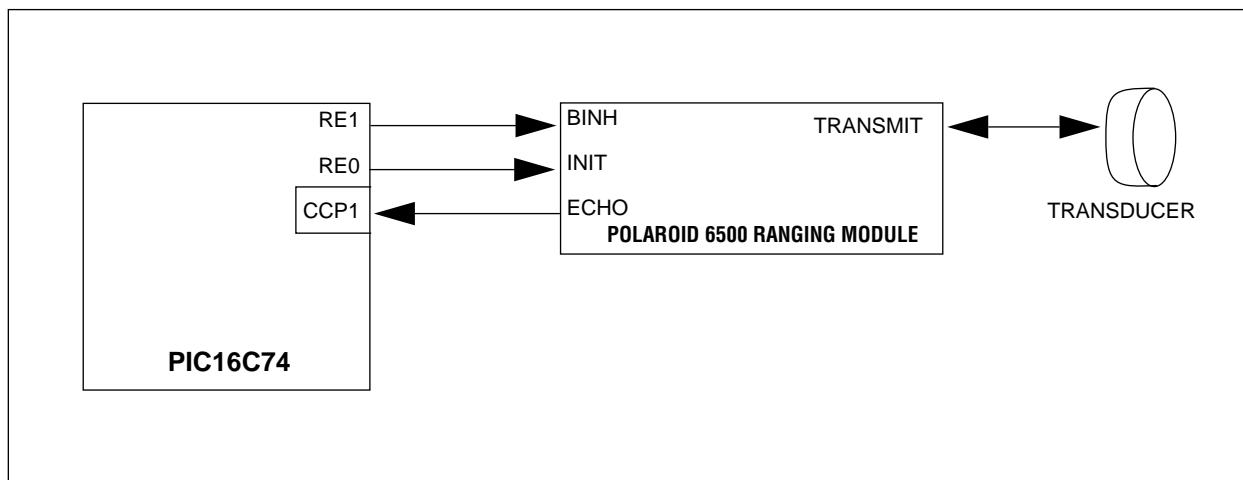 RE1
RE0
CCP1
PIC16C74
BINH
INIT
ECHO
TRANSMIT
POLAROID 6500 RANGING MODULE
TRANSDUCER